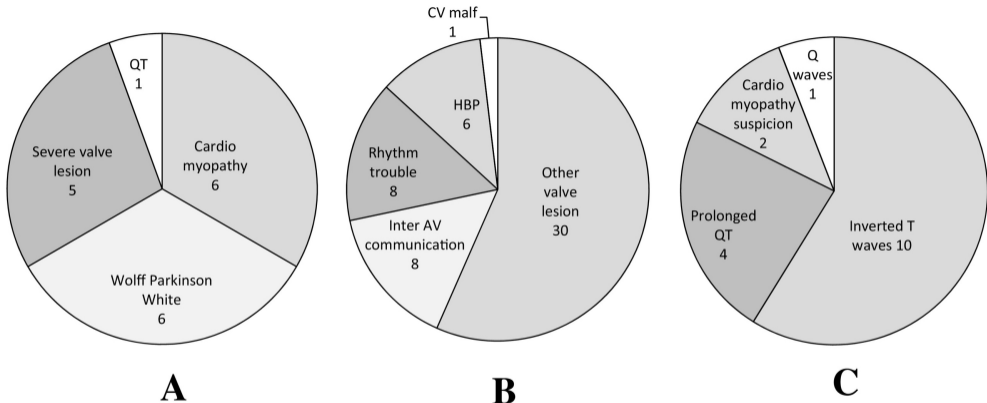 QT
1
Cardio
myopathy
6
Severe valve
lesion
5
Wolff Parkinson
White
6
A
CV malf
1
HBP
6
Rhythm
trouble
8
Other
valve
lesion
30
Inter AV
communication
8
B
Q
waves
1
Cardio
myopathy
suspicion
2
Prolonged
QT
4
Inverted T
waves 10
C